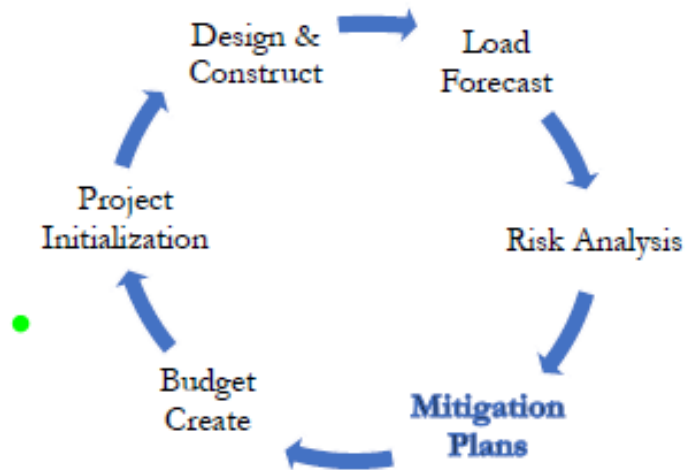 Design &
Construct
Load
Forecast
Project
Initialization
Risk Analysis
Budget
Create
Mitigation
Plans